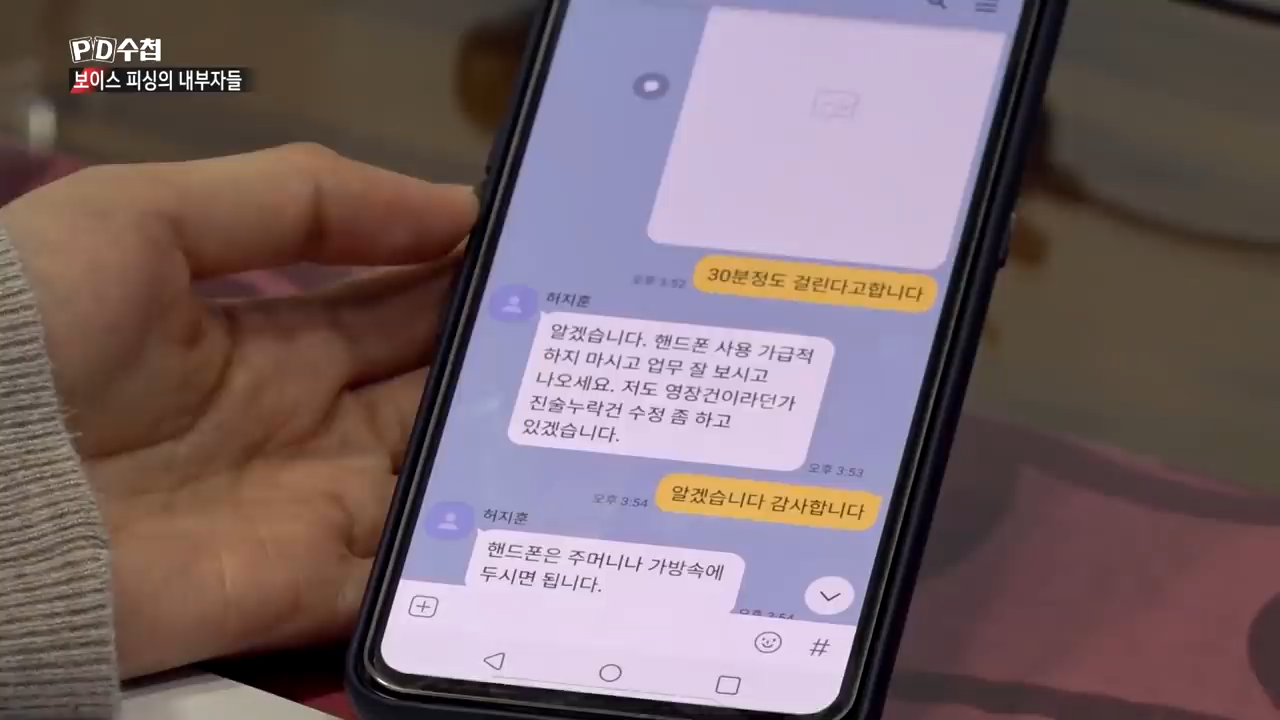 PD수첩
보이스 피싱의 내부자들
오후 3:52
30분정도 걸린다고합니다
허지훈
알겠습니다. 핸드폰 사용 가급적
하지 마시고 업무 잘 보시고
나오세요. 저도 영장건이라던가
진술누락건 수정 좀 하고
있겠습니다.
오후 3:53
오후 3:54
알겠습니다 감사합니다
허지훈
핸드폰은 주머니나 가방속에
두시면 됩니다.
오후 3:54
#